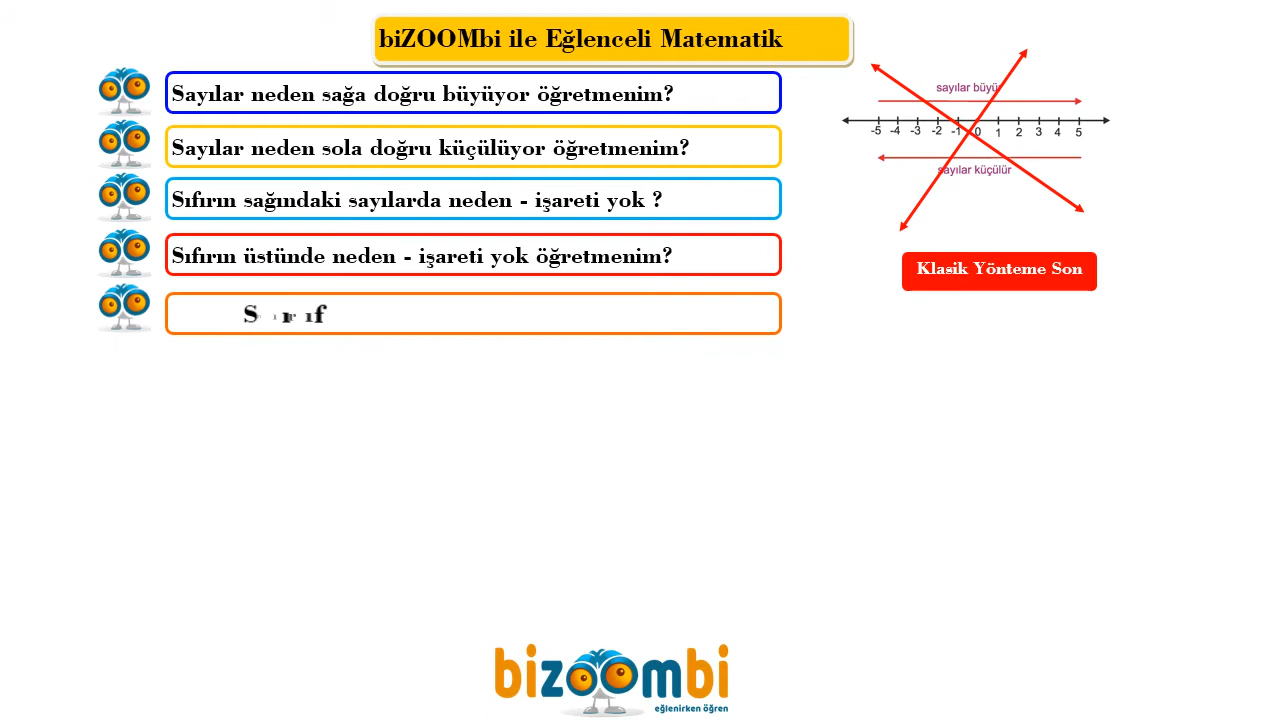 biZOOMbi ile Eğlenceli Matematik
Sayılar neden sağa doğru büyüyor öğretmenim?
Sayılar neden sola doğru küçülüyor öğretmenim?
Sıfırın sağındaki sayılarda neden - işareti yok ?
Sıfırın üstünde neden - işareti yok öğretmenim?
sayılar büyür
-5 -4 -3 -2 -1 0 1 2 3 4 5
sayılar küçülür
Klasik Yönteme Son
bizoombi
eğlenirken öğren